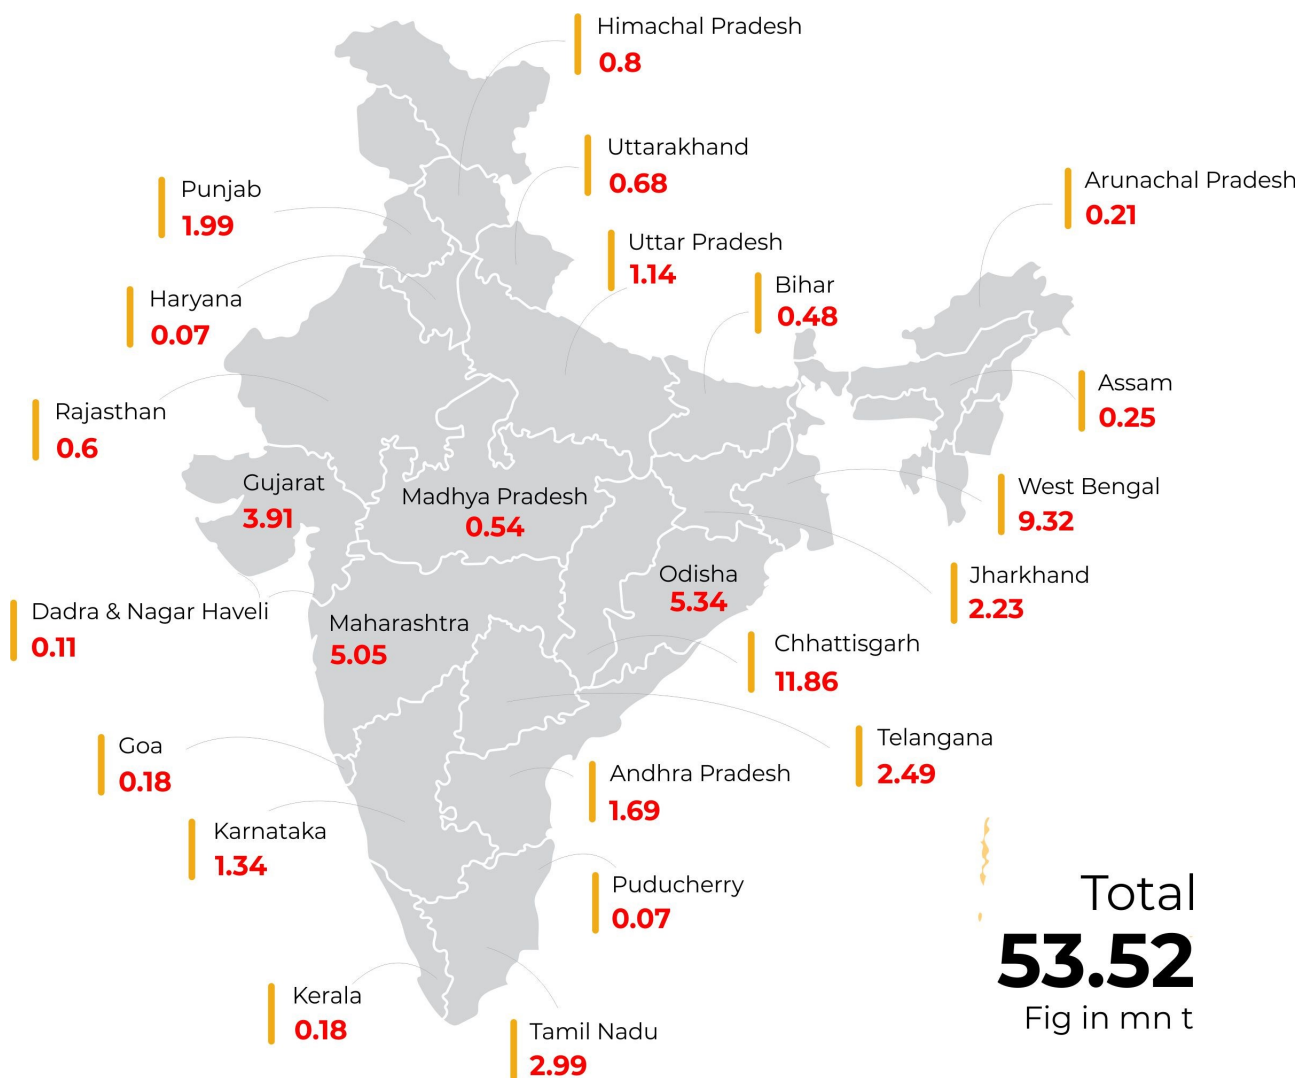 Himachal Pradesh
0.8
Uttarakhand
0.68
Punjab
1.99
Arunachal Pradesh
0.21
Uttar Pradesh
1.14
Bihar
0.48
Haryana
0.07
Assam
0.25
Rajasthan
0.6
Gujarat
3.91
Madhya Pradesh
0.54
West Bengal
9.32
Odisha
5.34
Jharkhand
2.23
Dadra & Nagar Haveli
0.11
Maharashtra
5.05
Chhattisgarh
11.86
Goa
0.18
Telangana
2.49
Andhra Pradesh
1.69
Karnataka
1.34
Puducherry
0.07
Kerala
0.18
Tamil Nadu
2.99
Total
53.52
Fig in mn t